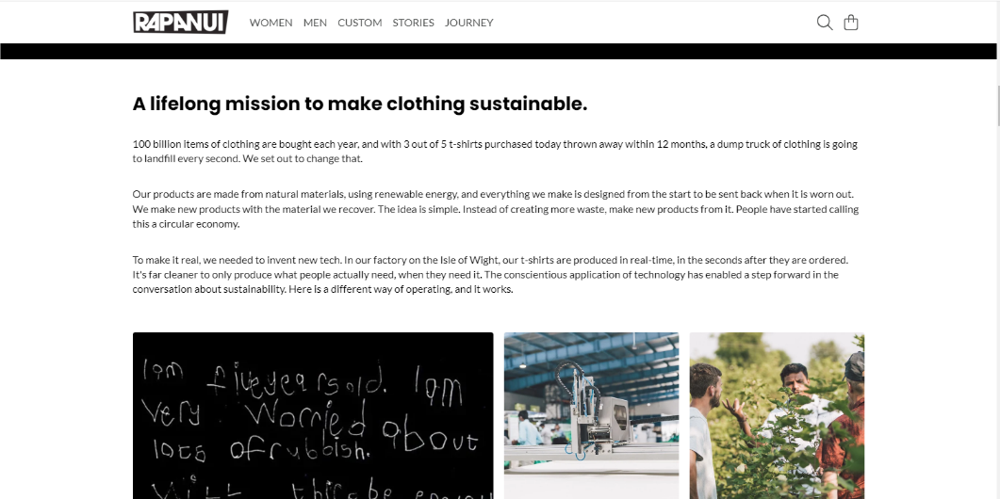 RAPANUI WOMEN MEN CUSTOM STORIES JOURNEY
A lifelong mission to make clothing sustainable.
100 billion items of clothing are bought each year, and with 3 out of 5 t-shirts purchased today thrown away within 12 months, a dump truck of clothing is going
to landfill every second. We set out to change that.
Our products are made from natural materials, using renewable energy, and everything we make is designed from the start to be sent back when it is worn out.
We make new products with the material we recover. The idea is simple. Instead of creating more waste, make new products from it. People have started calling
this a circular economy.
To make it real, we needed to invent new tech. In our factory on the Isle of Wight, our t-shirts are produced in real-time, in the seconds after they are ordered.
It's far cleaner to only produce what people actually need, when they need it. The conscientious application of technology has enabled a step forward in the
conversation about sustainability. Here is a different way of operating, and it works.
Iam fiveyearsold. Iam
very Worried about
lots ofrubbish.